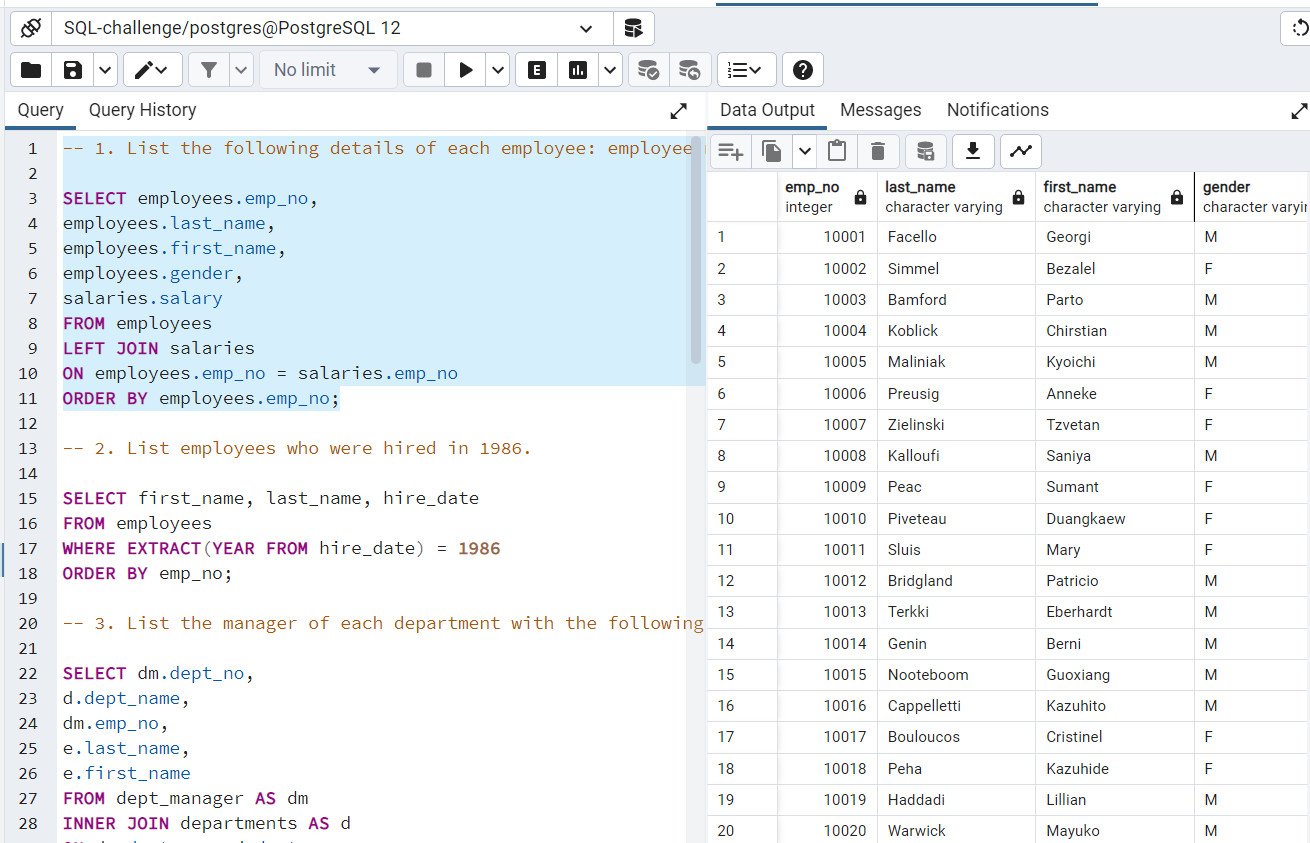 SQL-challenge/postgres@PostgreSQL 12
No limit
E
?
Query
Query History
Data Output
Messages
Notifications
1 -- 1. List the following details of each employee: employee
2
3 SELECT employees.emp_no,
4 employees.last_name,
5 employees.first_name,
6 employees.gender,
7 salaries.salary
8 FROM employees
9 LEFT JOIN salaries
10 ON employees.emp_no = salaries.emp_no
11 ORDER BY employees.emp_no;
12
13 -- 2. List employees who were hired in 1986.
14
15 SELECT first_name, last_name, hire_date
16 FROM employees
17 WHERE EXTRACT(YEAR FROM hire_date) = 1986
18 ORDER BY emp_no;
19
20 -- 3. List the manager of each department with the following
21
22 SELECT dm.dept_no,
23 d.dept_name,
24 dm.emp_no,
25 e.last_name,
26 e.first_name
27 FROM dept_manager AS dm
28 INNER JOIN departments AS d
emp_no last_name first_name gender
integer character varying character varying character varyin
1 10001 Facello Georgi M
2 10002 Simmel Bezalel F
3 10003 Bamford Parto M
4 10004 Koblick Chirstian M
5 10005 Maliniak Kyoichi M
6 10006 Preusig Anneke F
7 10007 Zielinski Tzvetan F
8 10008 Kalloufi Saniya M
9 10009 Peac Sumant F
10 10010 Piveteau Duangkaew F
11 10011 Sluis Mary F
12 10012 Bridgland Patricio M
13 10013 Terkki Eberhardt M
14 10014 Genin Berni M
15 10015 Nooteboom Guoxiang M
16 10016 Cappelletti Kazuhito M
17 10017 Bouloucos Cristinel F
18 10018 Peha Kazuhide F
19 10019 Haddadi Lillian M
20 10020 Warwick Mayuko M